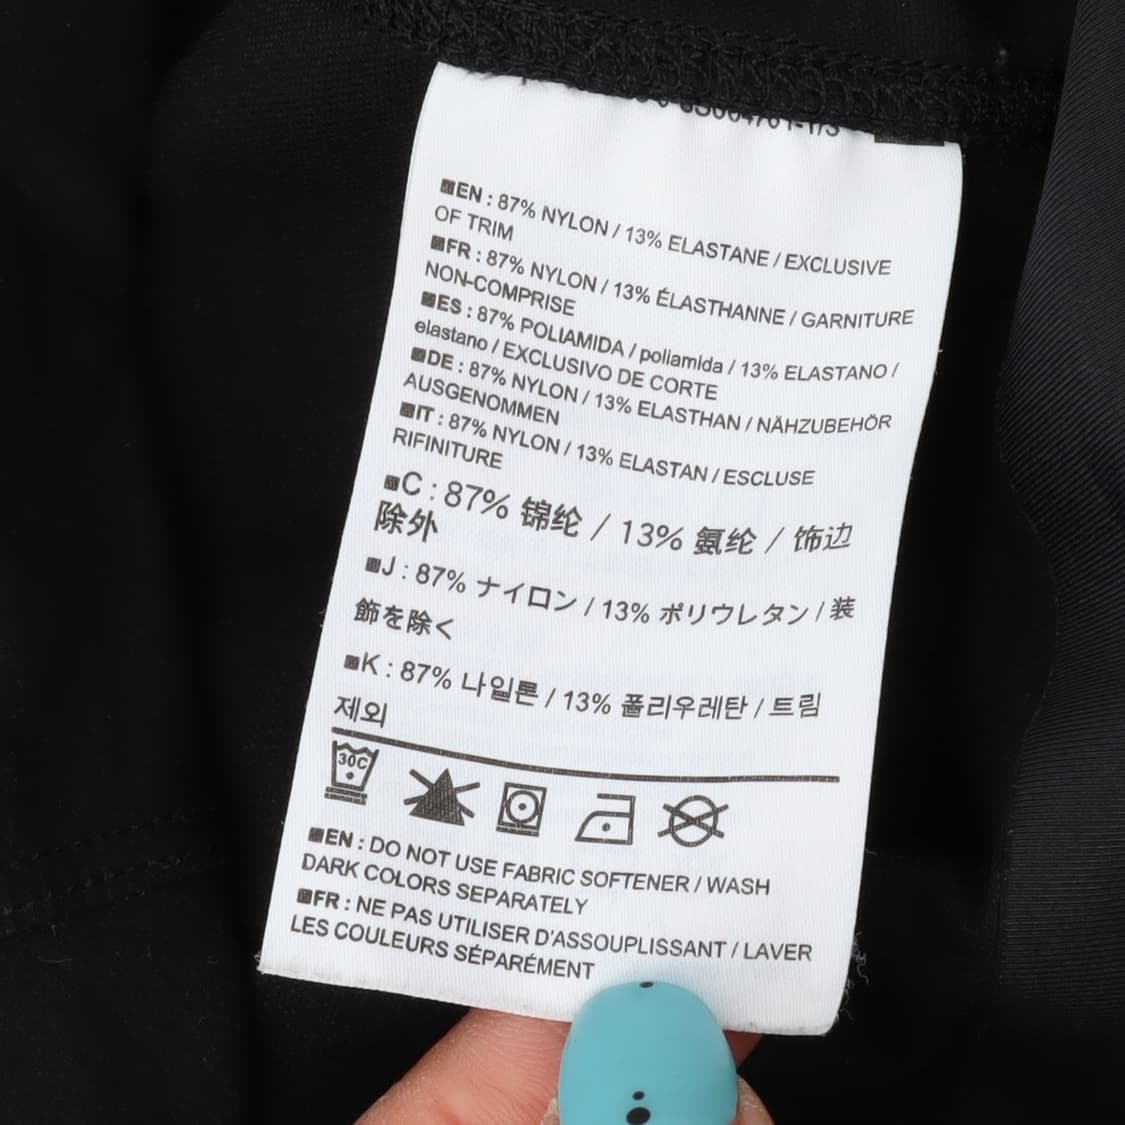 EN : 87% NYLON / 13% ELASTANE / EXCLUSIVE
OF TRIM
FR : 87% NYLON / 13% ÉLASTHANNE / GARNITURE
NON-COMPRISE
ES : 87% POLIAMIDA / poliamida / 13% ELASTANO /
elastano / EXCLUSIVO DE CORTE
DE : 87% NYLON / 13% ELASTHAN / NÄHZUBEHÖR
AUSGENOMMEN
IT : 87% NYLON / 13% ELASTAN / ESCLUSE
RIFINITURE
C : 87% 锦纶 / 13% 氨纶 / 饰边
除外
J : 87% ナイロン / 13% ポリウレタン / 装
飾を除く
K : 87% 나일론 / 13% 폴리우레탄 / 트림
제외
30C
EN : DO NOT USE FABRIC SOFTENER / WASH
DARK COLORS SEPARATELY
FR : NE PAS UTILISER D'ASSOUPLISSANT / LAVER
LES COULEURS SÉPARÉMENT